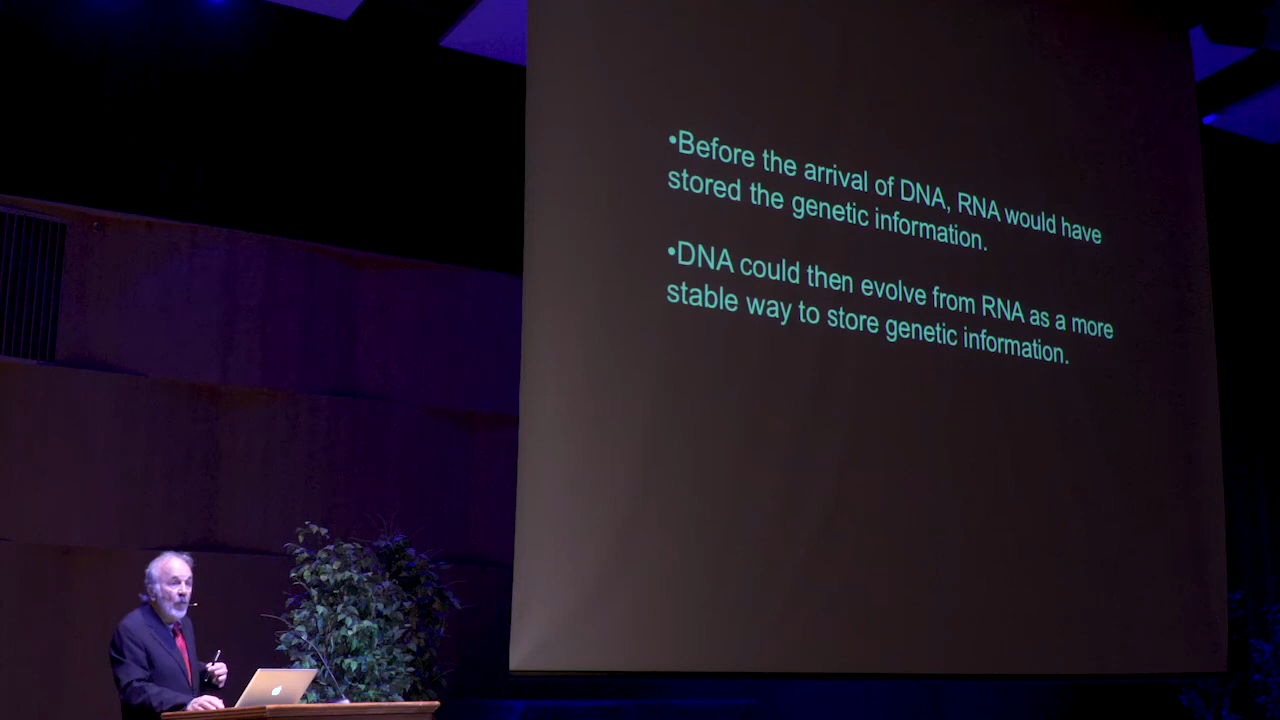 •Before the arrival of DNA, RNA would have
stored the genetic information.
•DNA could then evolve from RNA as a more
stable way to store genetic information.